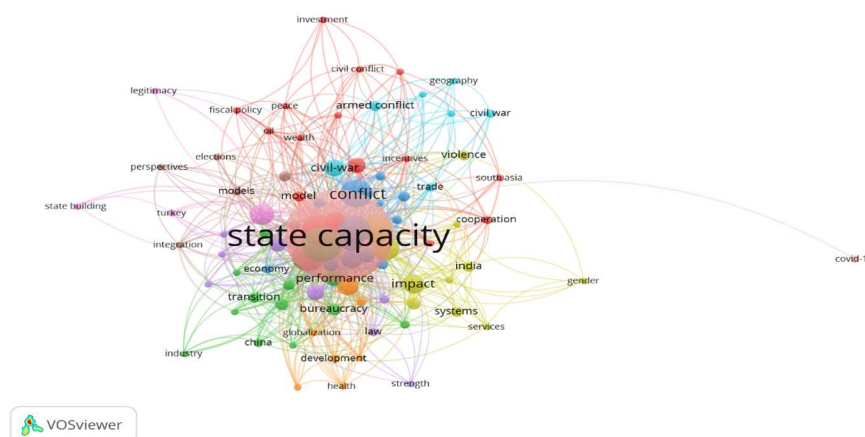 investment
civil conflict
geography
legitimacy
fiscal policy
peace
armed conflict
civil war
oil
wealth
elections
civil-war
incentives
violence
perspectives
south asia
models
model
conflict
trade
state building
turkey
cooperation
state capacity
integration
covid-1
economy
performance
impact
india
gender
transition
bureaucracy
systems
services
globalization
law
china
industry
development
health
strength
VOSviewer